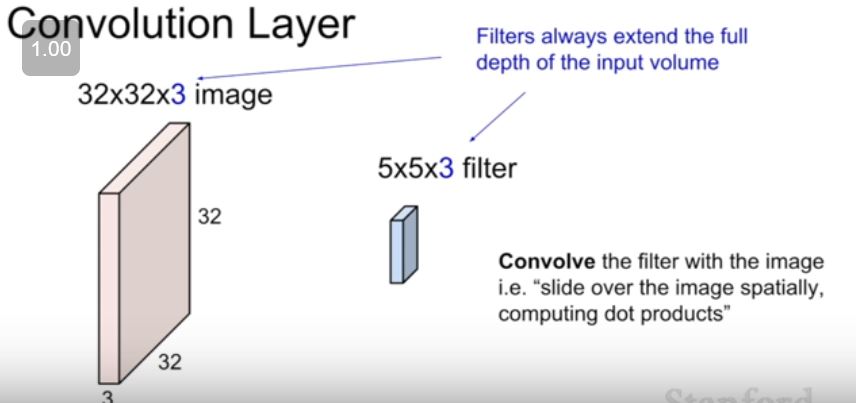 Convolution Layer
1.00
Filters always extend the full
depth of the input volume
32x32x3 image
5x5x3 filter
32
Convolve the filter with the image
i.e. “slide over the image spatially,
computing dot products”
32
3
Stanford